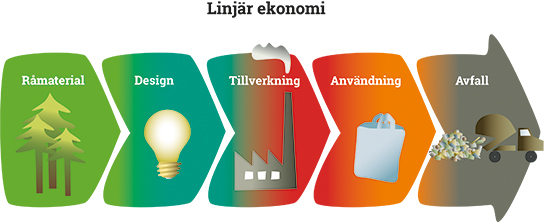 Linjär ekonomi
Råmaterial
Design
Tillverkning
Användning
Avfall